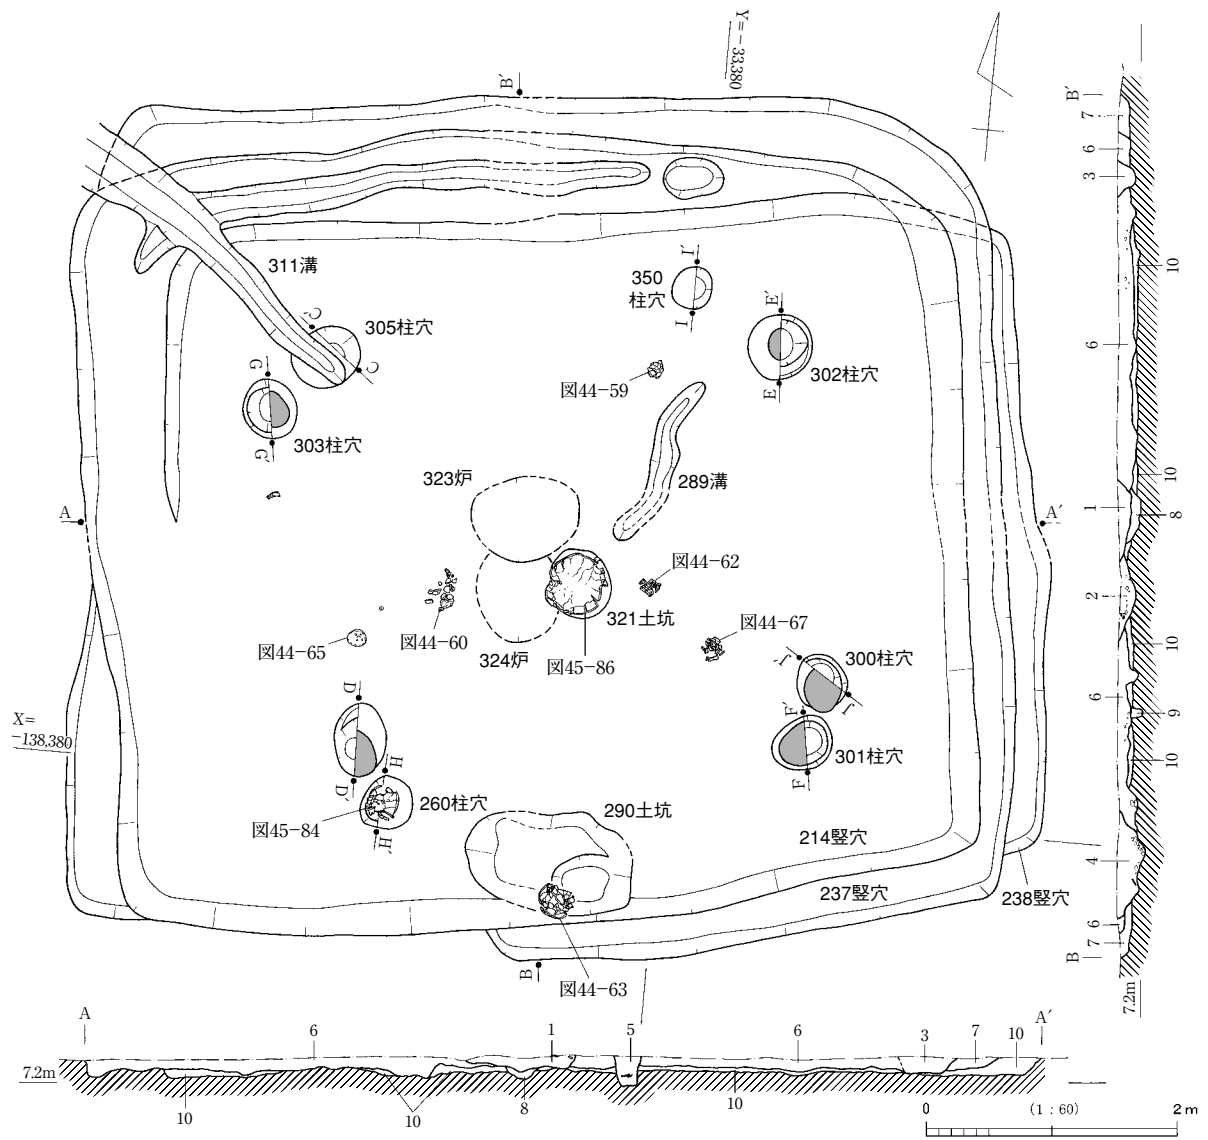 Y=-33,380
B′
B′
7
6
3
10
311溝
I′
350
柱穴
I
E′
305柱穴
C′
C
302柱穴
E
6
G
図44-59
303柱穴
G′
323炉
289溝
10
A
A′
1
8
図44-62
2
321土坑
図44-67
図44-60
図44-65
324炉
図45-86
J′
300柱穴
10
D
J
6
X=
-138,380
F′
9
301柱穴
H
F
10
D′
260柱穴
290土坑
図45-84
H′
214竪穴
4
237竪穴
238竪穴
6
7
B
B
図44-63
7.2m
A
6
1
5
6
3
7
10
A′
7.2m
10
10
8
10
0
(1：60)
2m